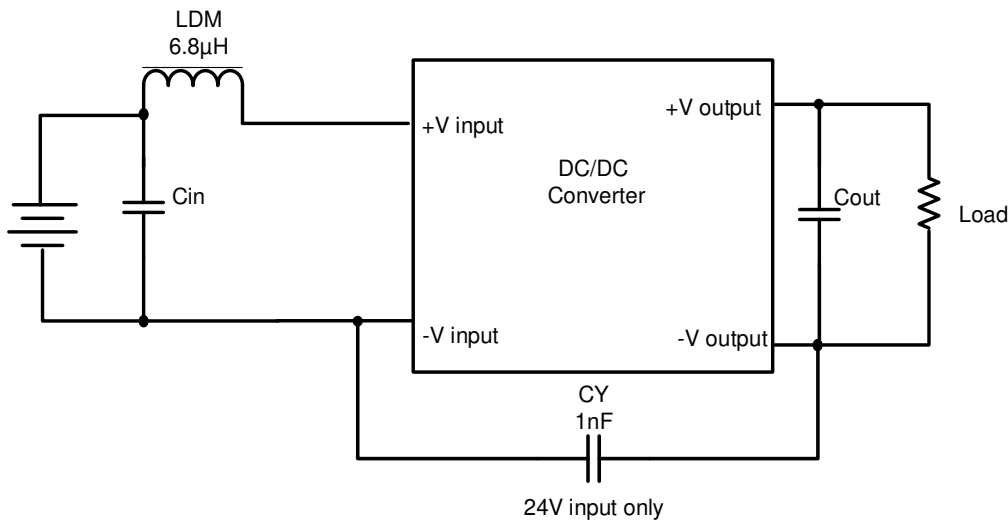 LDM
6.8µH
+V input
+V output
DC/DC
Converter
Cin
Cout
Load
-V input
-V output
CY
1nF
24V input only